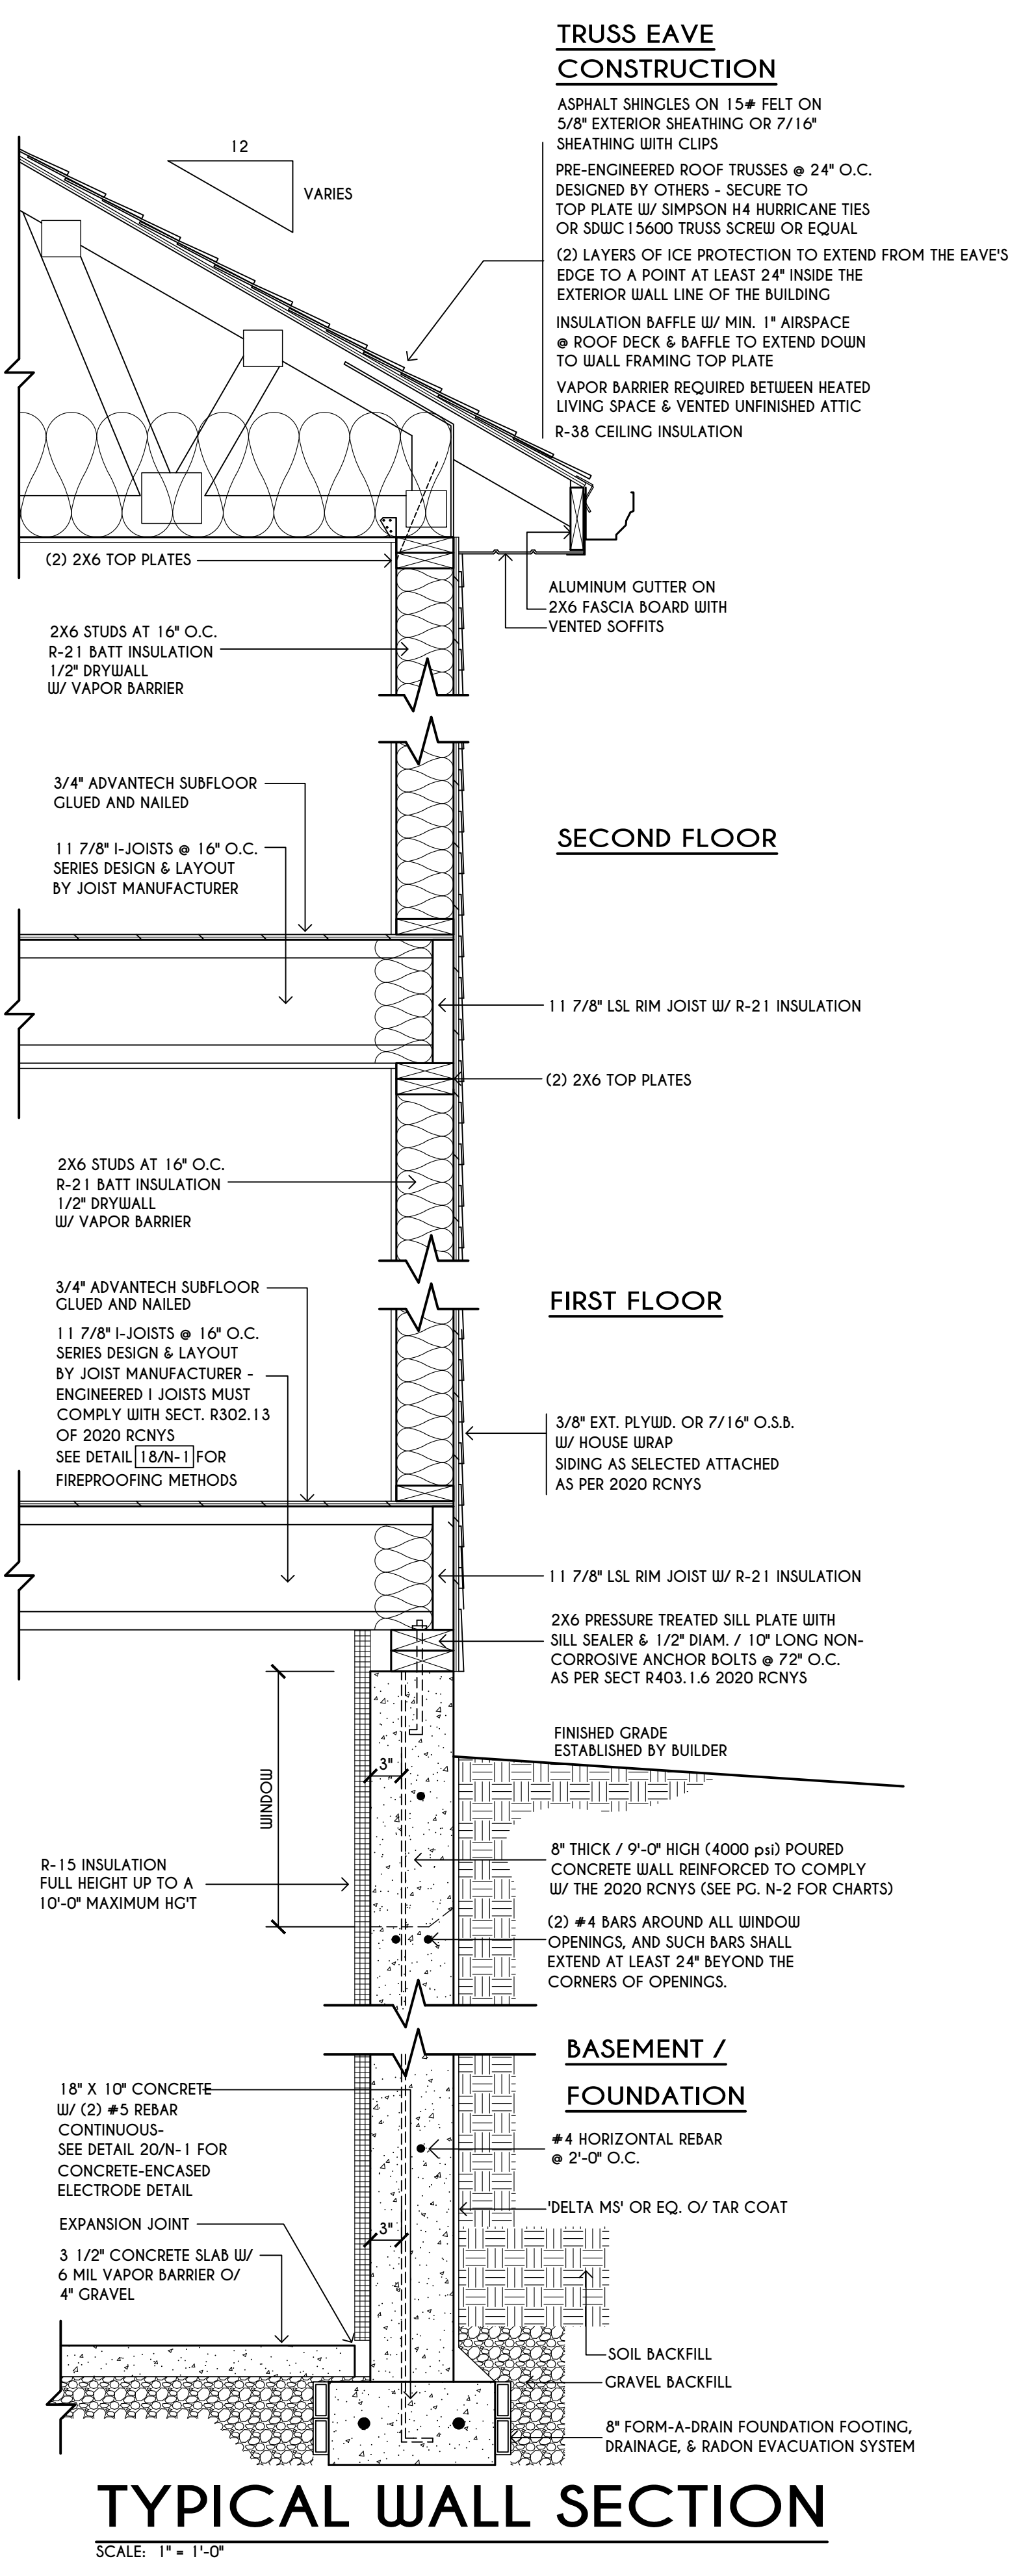 TRUSS EAVE
CONSTRUCTION
ASPHALT SHINGLES ON 15# FELT ON
5/8" EXTERIOR SHEATHING OR 7/16"
SHEATHING WITH CLIPS
PRE-ENGINEERED ROOF TRUSSES @ 24" O.C.
DESIGNED BY OTHERS - SECURE TO
TOP PLATE W/ SIMPSON H4 HURRICANE TIES
OR SDWC15600 TRUSS SCREW OR EQUAL
(2) LAYERS OF ICE PROTECTION TO EXTEND FROM THE EAVE'S
EDGE TO A POINT AT LEAST 24" INSIDE THE
EXTERIOR WALL LINE OF THE BUILDING
INSULATION BAFFLE W/ MIN. 1" AIRSPACE
@ ROOF DECK & BAFFLE TO EXTEND DOWN
TO WALL FRAMING TOP PLATE
VAPOR BARRIER REQUIRED BETWEEN HEATED
LIVING SPACE & VENTED UNFINISHED ATTIC
R-38 CEILING INSULATION
12
VARIES
(2) 2X6 TOP PLATES
ALUMINUM GUTTER ON
2X6 FASCIA BOARD WITH
VENTED SOFFITS
2X6 STUDS AT 16" O.C.
R-21 BATT INSULATION
1/2" DRYWALL
W/ VAPOR BARRIER
3/4" ADVANTECH SUBFLOOR
GLUED AND NAILED
SECOND FLOOR
11 7/8" I-JOISTS @ 16" O.C.
SERIES DESIGN & LAYOUT
BY JOIST MANUFACTURER
11 7/8" LSL RIM JOIST W/ R-21 INSULATION
(2) 2X6 TOP PLATES
2X6 STUDS AT 16" O.C.
R-21 BATT INSULATION
1/2" DRYWALL
W/ VAPOR BARRIER
3/4" ADVANTECH SUBFLOOR
GLUED AND NAILED
FIRST FLOOR
11 7/8" I-JOISTS @ 16" O.C.
SERIES DESIGN & LAYOUT
BY JOIST MANUFACTURER -
ENGINEERED I JOISTS MUST
COMPLY WITH SECT. R302.13
OF 2020 RCNYS
SEE DETAIL 18/N-1 FOR
FIREPROOFING METHODS
3/8" EXT. PLYWD. OR 7/16" O.S.B.
W/ HOUSE WRAP
SIDING AS SELECTED ATTACHED
AS PER 2020 RCNYS
11 7/8" LSL RIM JOIST W/ R-21 INSULATION
2X6 PRESSURE TREATED SILL PLATE WITH
SILL SEALER & 1/2" DIAM. / 10" LONG NON-
CORROSIVE ANCHOR BOLTS @ 72" O.C.
AS PER SECT R403.1.6 2020 RCNYS
FINISHED GRADE
ESTABLISHED BY BUILDER
3"
WINDOW
8" THICK / 9'-0" HIGH (4000 psi) POURED
CONCRETE WALL REINFORCED TO COMPLY
W/ THE 2020 RCNYS (SEE PG. N-2 FOR CHARTS)
R-15 INSULATION
FULL HEIGHT UP TO A
10'-0" MAXIMUM HG'T
(2) #4 BARS AROUND ALL WINDOW
OPENINGS, AND SUCH BARS SHALL
EXTEND AT LEAST 24" BEYOND THE
CORNERS OF OPENINGS.
BASEMENT /
FOUNDATION
18" X 10" CONCRETE
W/ (2) #5 REBAR
CONTINUOUS-
SEE DETAIL 20/N-1 FOR
CONCRETE-ENCASED
ELECTRODE DETAIL
#4 HORIZONTAL REBAR
@ 2'-0" O.C.
'DELTA MS' OR EQ. O/ TAR COAT
EXPANSION JOINT
3"
3 1/2" CONCRETE SLAB W/
6 MIL VAPOR BARRIER O/
4" GRAVEL
SOIL BACKFILL
GRAVEL BACKFILL
8" FORM-A-DRAIN FOUNDATION FOOTING,
DRAINAGE, & RADON EVACUATION SYSTEM
TYPICAL WALL SECTION
SCALE: 1" = 1'-0"